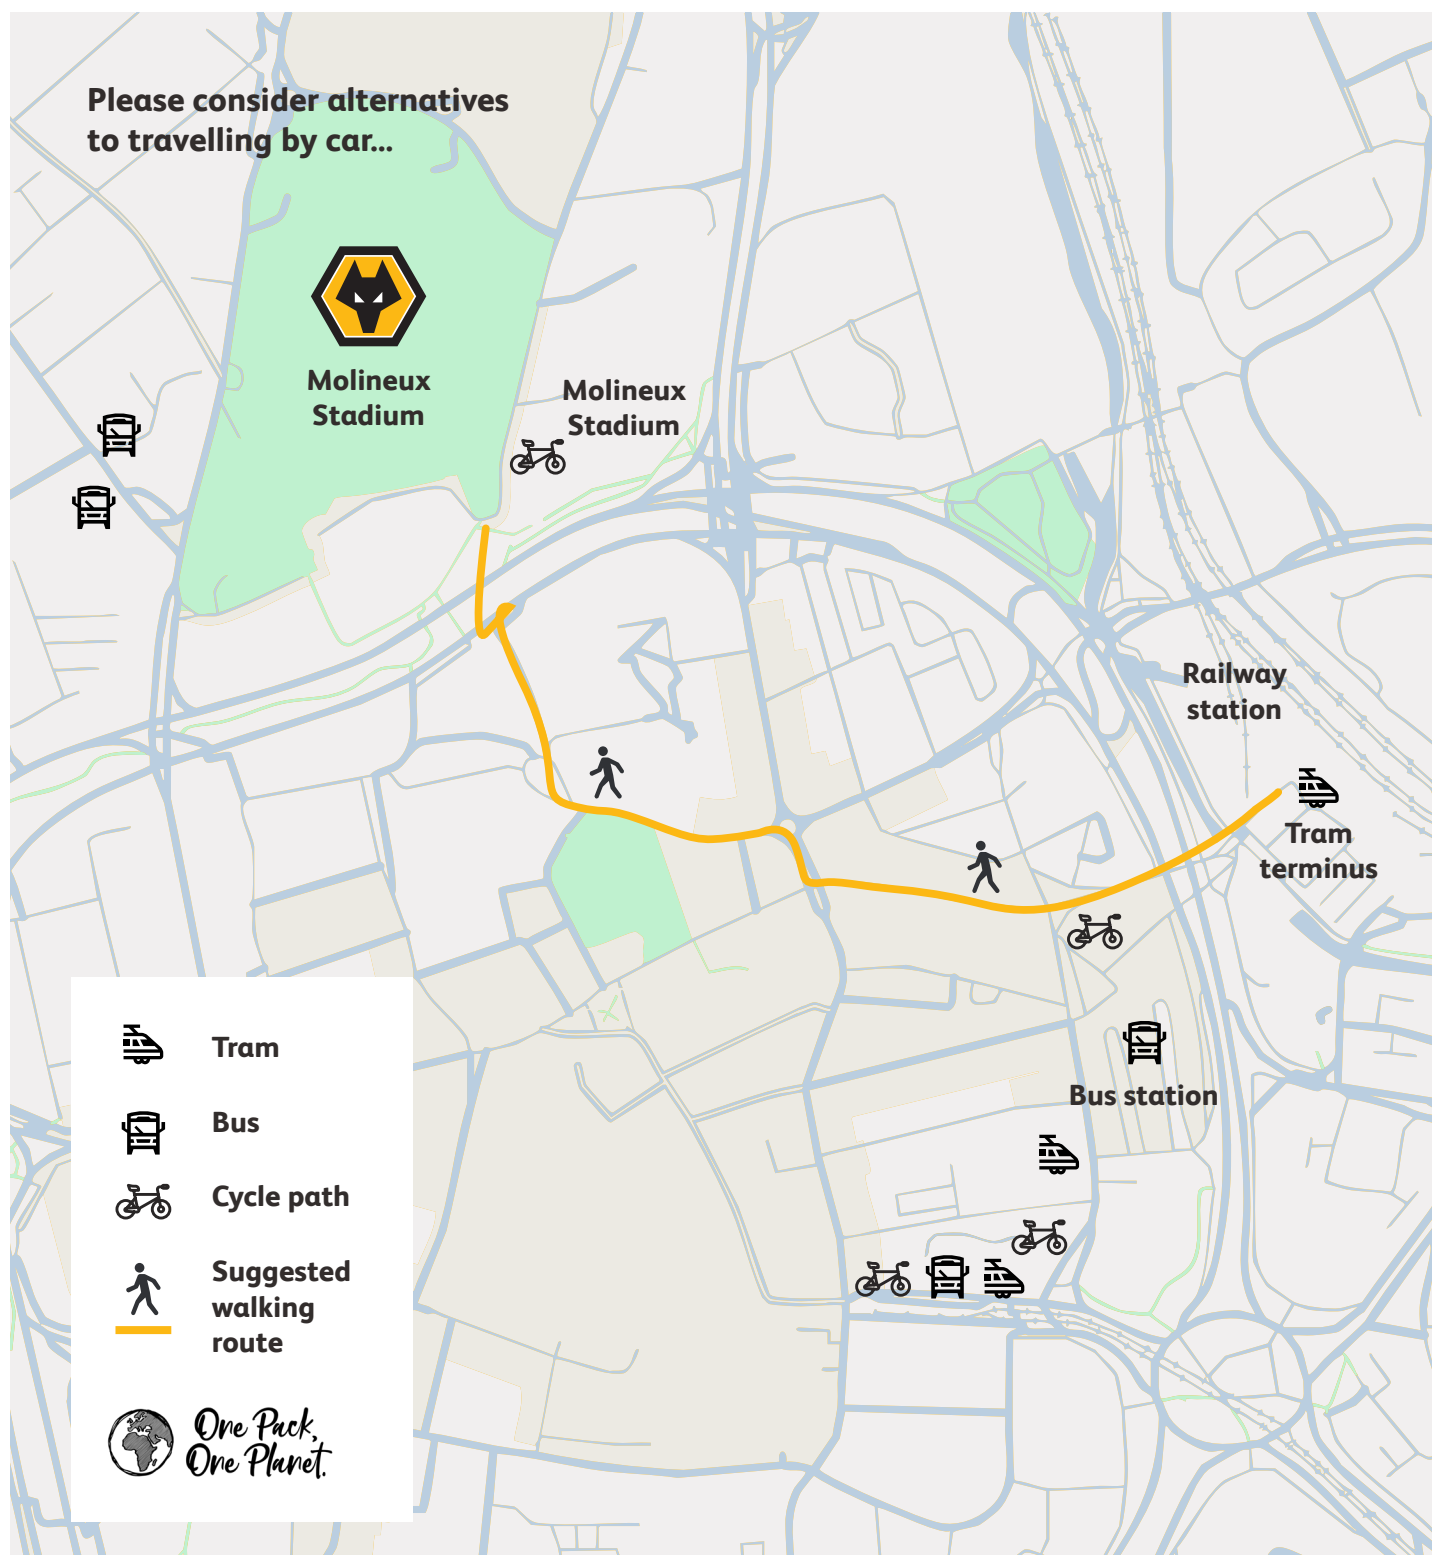 Please consider alternatives
to travelling by car...
Molineux
Stadium
Molineux
Stadium
Railway
station
Tram
terminus
Bus station
Tram
Bus
Cycle path
Suggested
walking
route
One Pack,
One Planet.